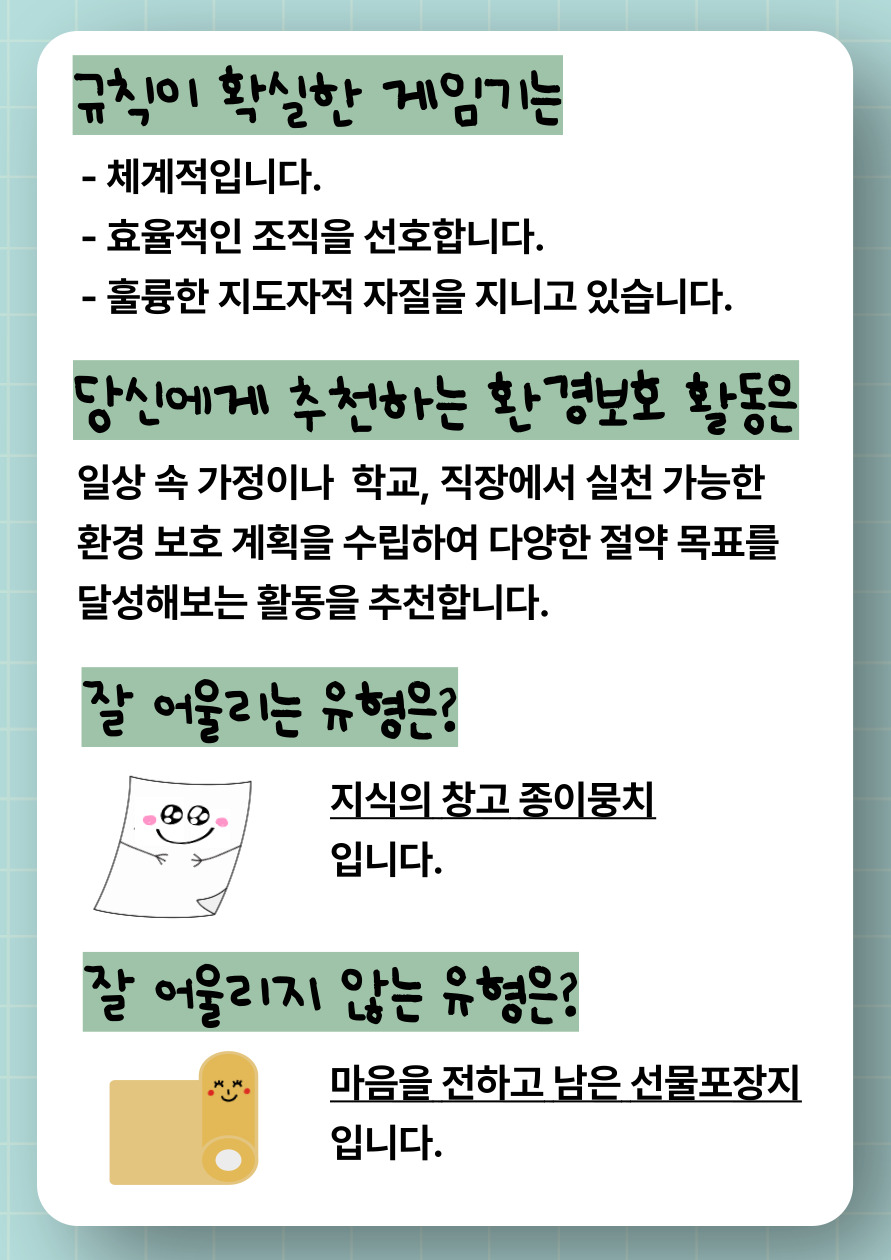 규칙이 확실한 게임기는
- 체계적입니다.
- 효율적인 조직을 선호합니다.
- 훌륭한 지도자적 자질을 지니고 있습니다.
당신에게 추천하는 환경보호 활동은
일상 속 가정이나 학교, 직장에서 실천 가능한
환경 보호 계획을 수립하여 다양한 절약 목표를
달성해보는 활동을 추천합니다.
잘 어울리는 유형은?
지식의 창고 종이뭉치
입니다.
잘 어울리지 않는 유형은?
마음을 전하고 남은 선물포장지
입니다.